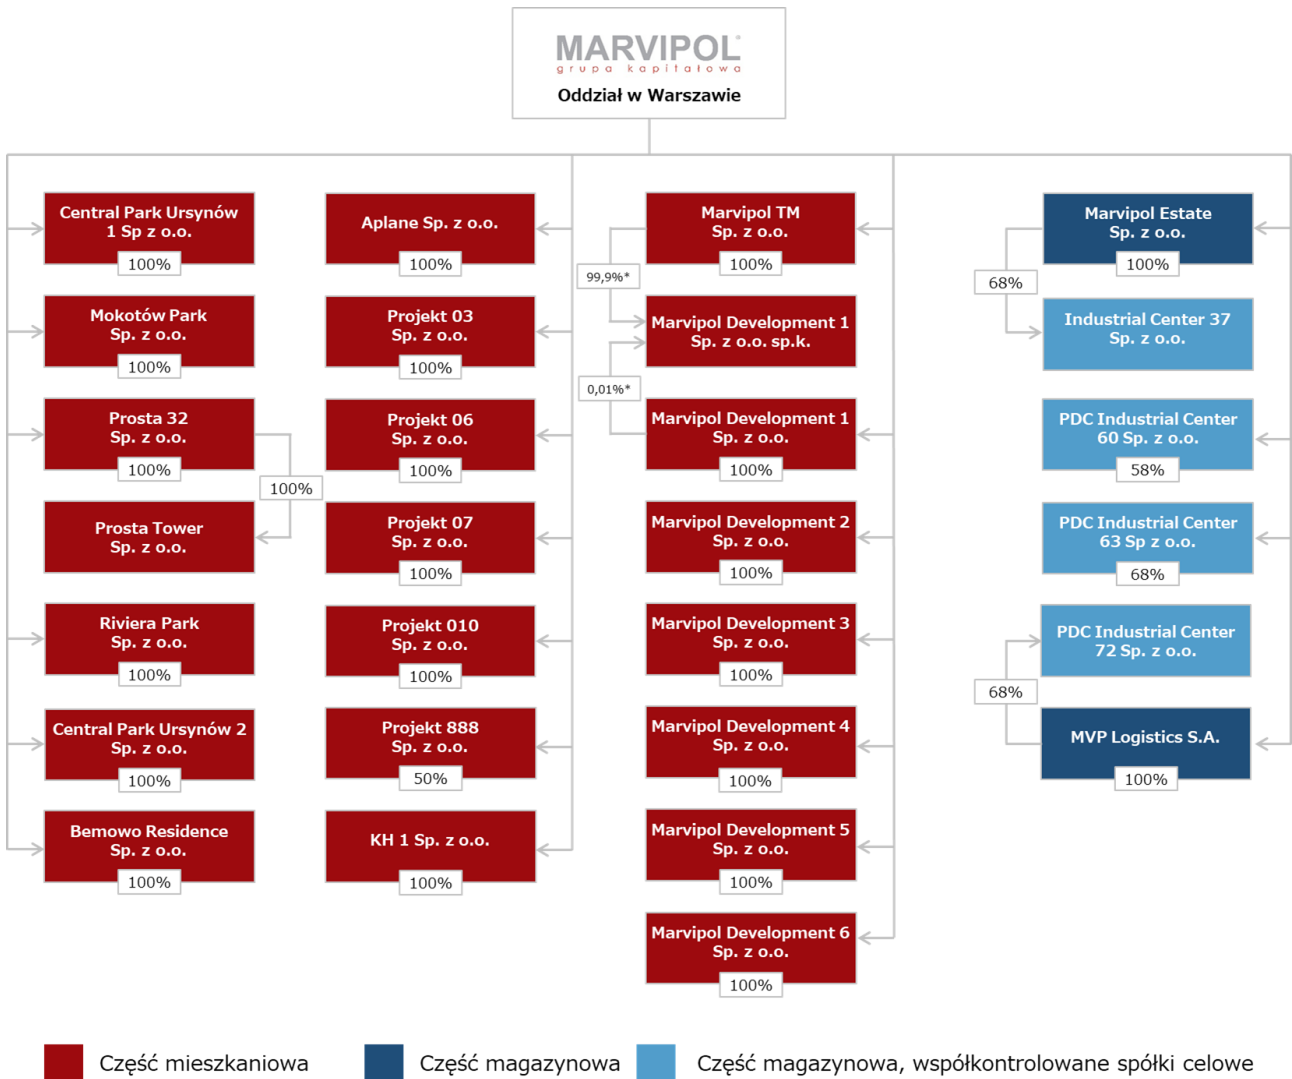 MARVIPOL
grupa kapitałowa
Oddział w Warszawie
Central Park Ursynów
1 Sp z o.o.
100%
Mokotów Park
Sp. z o.o.
100%
Prosta 32
Sp. z o.o.
100%
100%
Prosta Tower
Sp. z o.o.
Riviera Park
Sp. z o.o.
100%
Central Park Ursynów 2
Sp. z o.o.
100%
Bemowo Residence
Sp. z o.o.
100%
Aplane Sp. z o.o.
100%
Projekt 03
Sp. z o.o.
100%
Projekt 06
Sp. z o.o.
100%
Projekt 07
Sp. z o.o.
100%
Projekt 010
Sp. z o.o.
100%
Projekt 888
Sp. z o.o.
50%
KH 1 Sp. z o.o.
100%
Marvipol TM
Sp. z o.o.
100%
99,9%*
Marvipol Development 1
Sp. z o.o. sp.k.
0,01%*
Marvipol Development 1
Sp. z o.o.
100%
Marvipol Development 2
Sp. z o.o.
100%
Marvipol Development 3
Sp. z o.o.
100%
Marvipol Development 4
Sp. z o.o.
100%
Marvipol Development 5
Sp. z o.o.
100%
Marvipol Development 6
Sp. z o.o.
100%
Marvipol Estate
Sp. z o.o.
100%
68%
Industrial Center 37
Sp. z o.o.
PDC Industrial Center
60 Sp. z o.o.
58%
PDC Industrial Center
63 Sp z o.o.
68%
PDC Industrial Center
72 Sp. z o.o.
68%
MVP Logistics S.A.
100%
Część mieszkaniowa
Część magazynowa
Część magazynowa, współkontrolowane spółki celowe